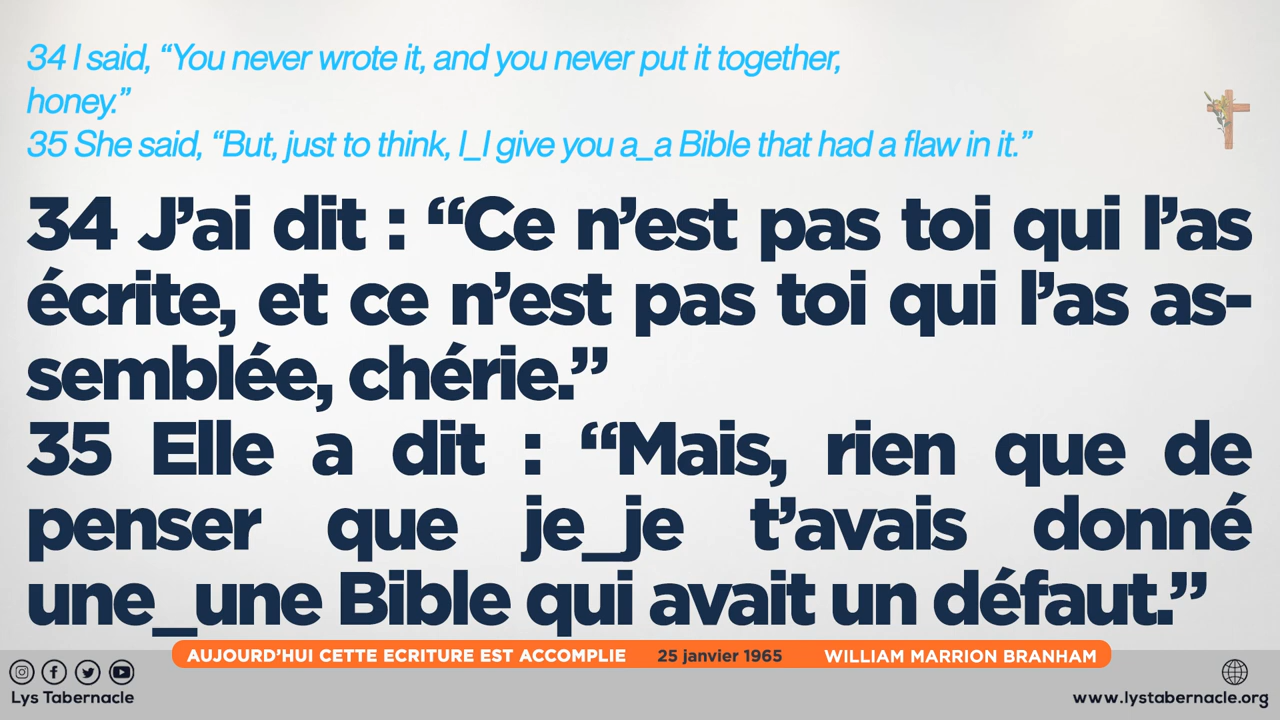 34 I said, “You never wrote it, and you never put it together,
honey.”
35 She said, “But, just to think, I_I give you a_a Bible that had a flaw in it.”
34 J’ai dit : “Ce n’est pas toi qui l’as
écrite, et ce n’est pas toi qui l’as as-
semblée, chérie.”
35 Elle a dit : “Mais, rien que de
penser que je_je t’avais donné
une_une Bible qui avait un défaut.”
AUJOURD’HUI CETTE ECRITURE EST ACCOMPLIE 25 janvier 1965 WILLIAM MARRION BRANHAM
Lys Tabernacle
www.lystabernacle.org